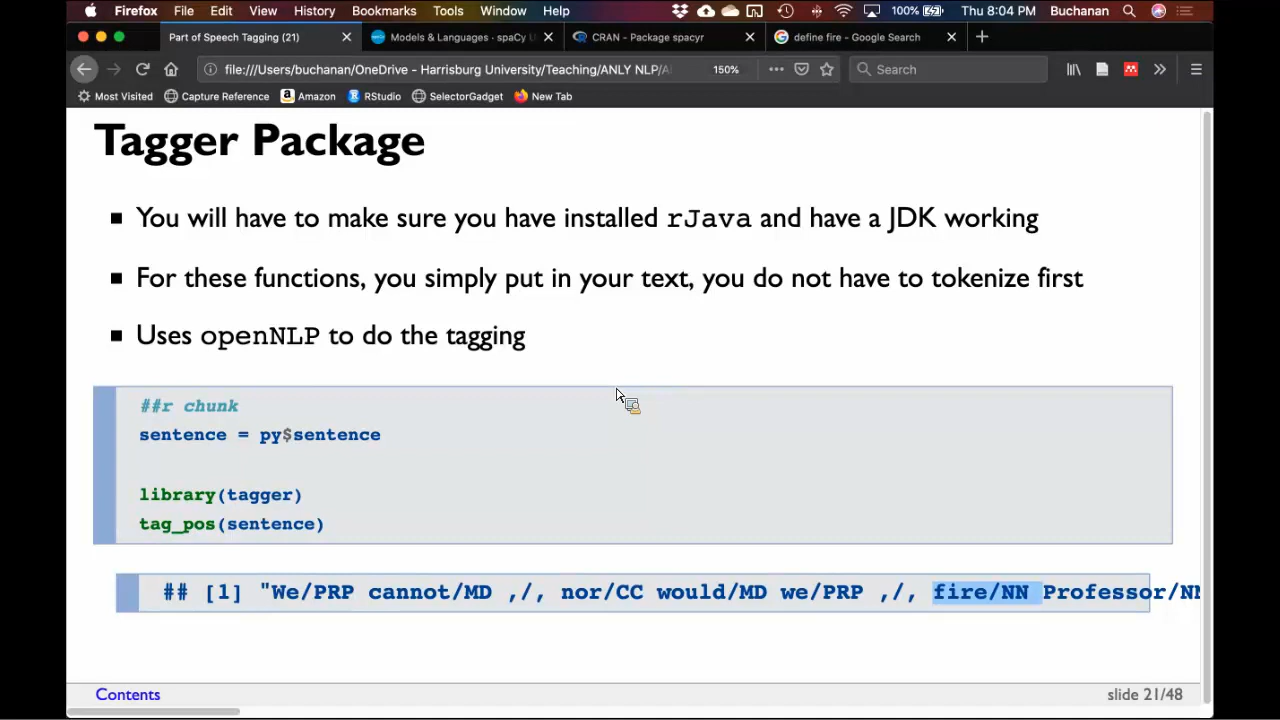 Firefox File Edit View History Bookmarks Tools Window Help 100% Thu 8:04 PM Buchanan
Part of Speech Tagging (21) Models & Languages · spaCy U CRAN - Package spacyr define fire - Google Search
file:///Users/buchanan/OneDrive - Harrisburg University/Teaching/ANLY NLP/A 150% Search
Most Visited Capture Reference Amazon RStudio SelectorGadget New Tab
Tagger Package
You will have to make sure you have installed rJava and have a JDK working
For these functions, you simply put in your text, you do not have to tokenize first
Uses openNLP to do the tagging
##r chunk
sentence = py$sentence
library(tagger)
tag_pos(sentence)
## [1] "We/PRP cannot/MD ,/, nor/CC would/MD we/PRP ,/, fire/NN Professor/NN
Contents slide 21/48